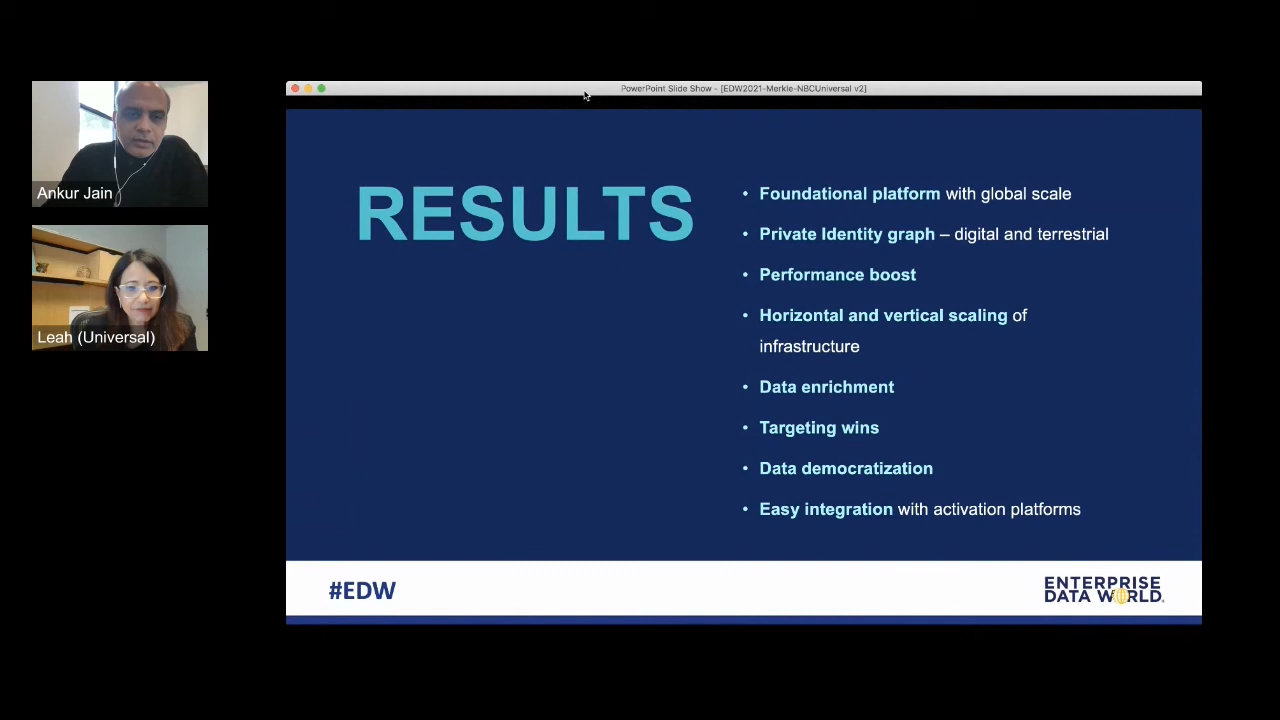 PowerPoint Slide Show - [EDW2021-Merkle-NBCUniversal v2]
Ankur Jain
Leah (Universal)
RESULTS
• Foundational platform with global scale
• Private Identity graph – digital and terrestrial
• Performance boost
• Horizontal and vertical scaling of
infrastructure
• Data enrichment
• Targeting wins
• Data democratization
• Easy integration with activation platforms
#EDW
ENTERPRISE
DATA WORLD